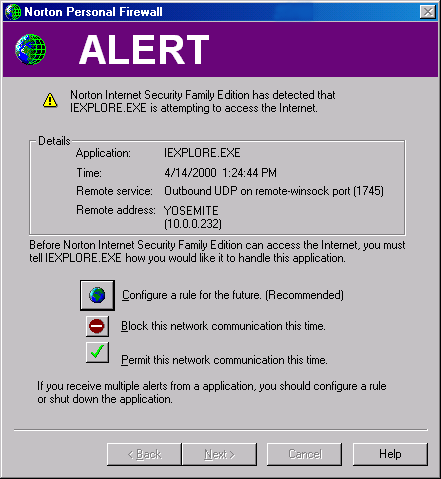 Norton Personal Firewall
ALERT
Norton Internet Security Family Edition has detected that
IEXPLORE.EXE is attempting to access the Internet.
Details
Application: IEXPLORE.EXE
Time: 4/14/2000 1:24:44 PM
Remote service: Outbound UDP on remote-winsock port (1745)
Remote address: YOSEMITE
(10.0.0.232)
Before Norton Internet Security Family Edition can access the Internet, you must
tell IEXPLORE.EXE how you would like it to handle this application.
Configure a rule for the future. (Recommended)
Block this network communication this time.
Permit this network communication this time.
If you receive multiple alerts from a application, you should configure a rule
or shut down the application.
< Back Next > Cancel Help